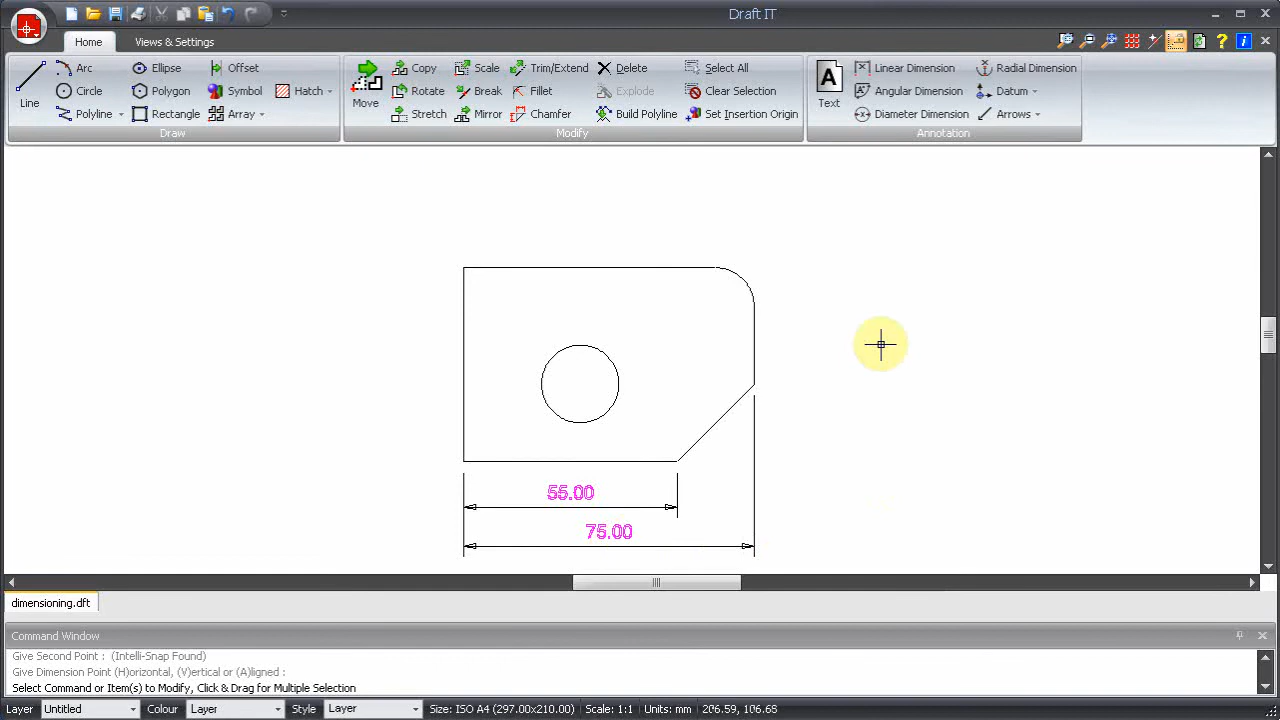 Draft IT
Home Views & Settings
Line Arc Ellipse Offset Move Copy Scale Trim/Extend Delete Select All Text Linear Dimension Radial Dimension
Circle Polygon Symbol Hatch Rotate Break Fillet Explode Clear Selection Angular Dimension Datum
Polyline Rectangle Array Stretch Mirror Chamfer Build Polyline Set Insertion Origin Diameter Dimension Arrows
Draw Modify Annotation
55.00
75.00
dimensioning.dft
Command Window
Give Second Point : (Intelli-Snap Found)
Give Dimension Point (H)orizontal, (V)ertical or (A)ligned :
Select Command or Item(s) to Modify, Click & Drag for Multiple Selection
Layer Untitled Colour Layer Style Layer Size: ISO A4 (297.00x210.00) Scale: 1:1 Units: mm 206.59, 106.68